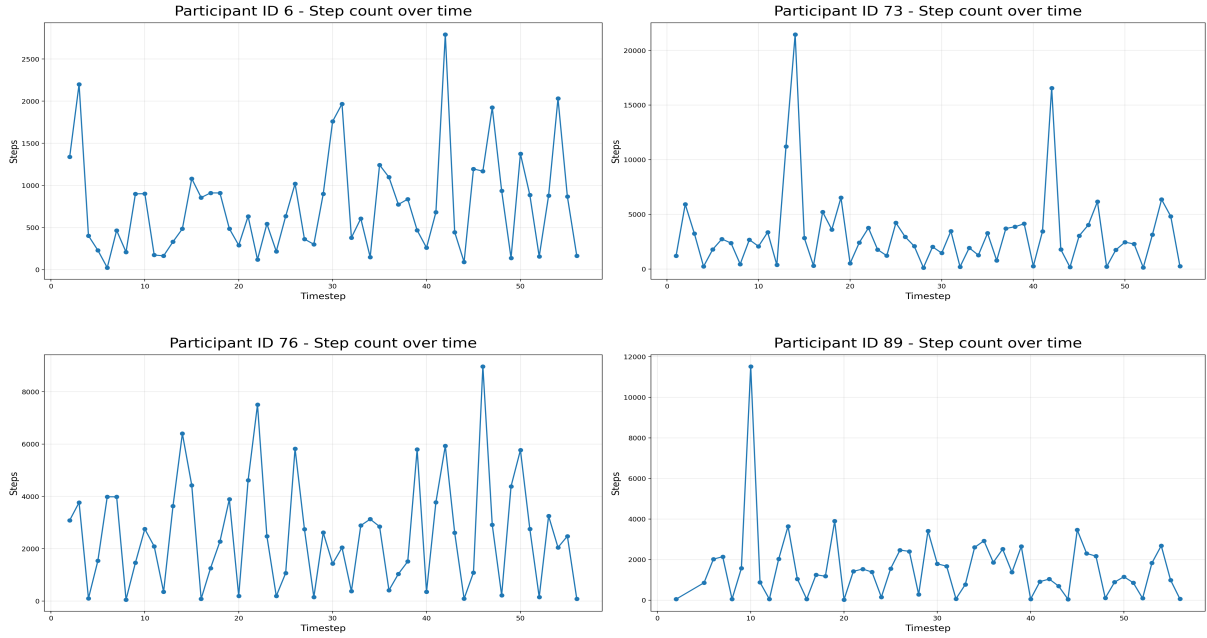 Participant ID 6 - Step count over time
2500
2000
1500
1000
500
0
Steps
0 10 20 30 40 50
Timestep
Participant ID 73 - Step count over time
20000
15000
10000
5000
0
Steps
0 10 20 30 40 50
Timestep
Participant ID 76 - Step count over time
8000
6000
4000
2000
0
Steps
0 10 20 30 40 50
Timestep
Participant ID 89 - Step count over time
12000
10000
8000
6000
4000
2000
0
Steps
0 10 20 30 40 50
Timestep